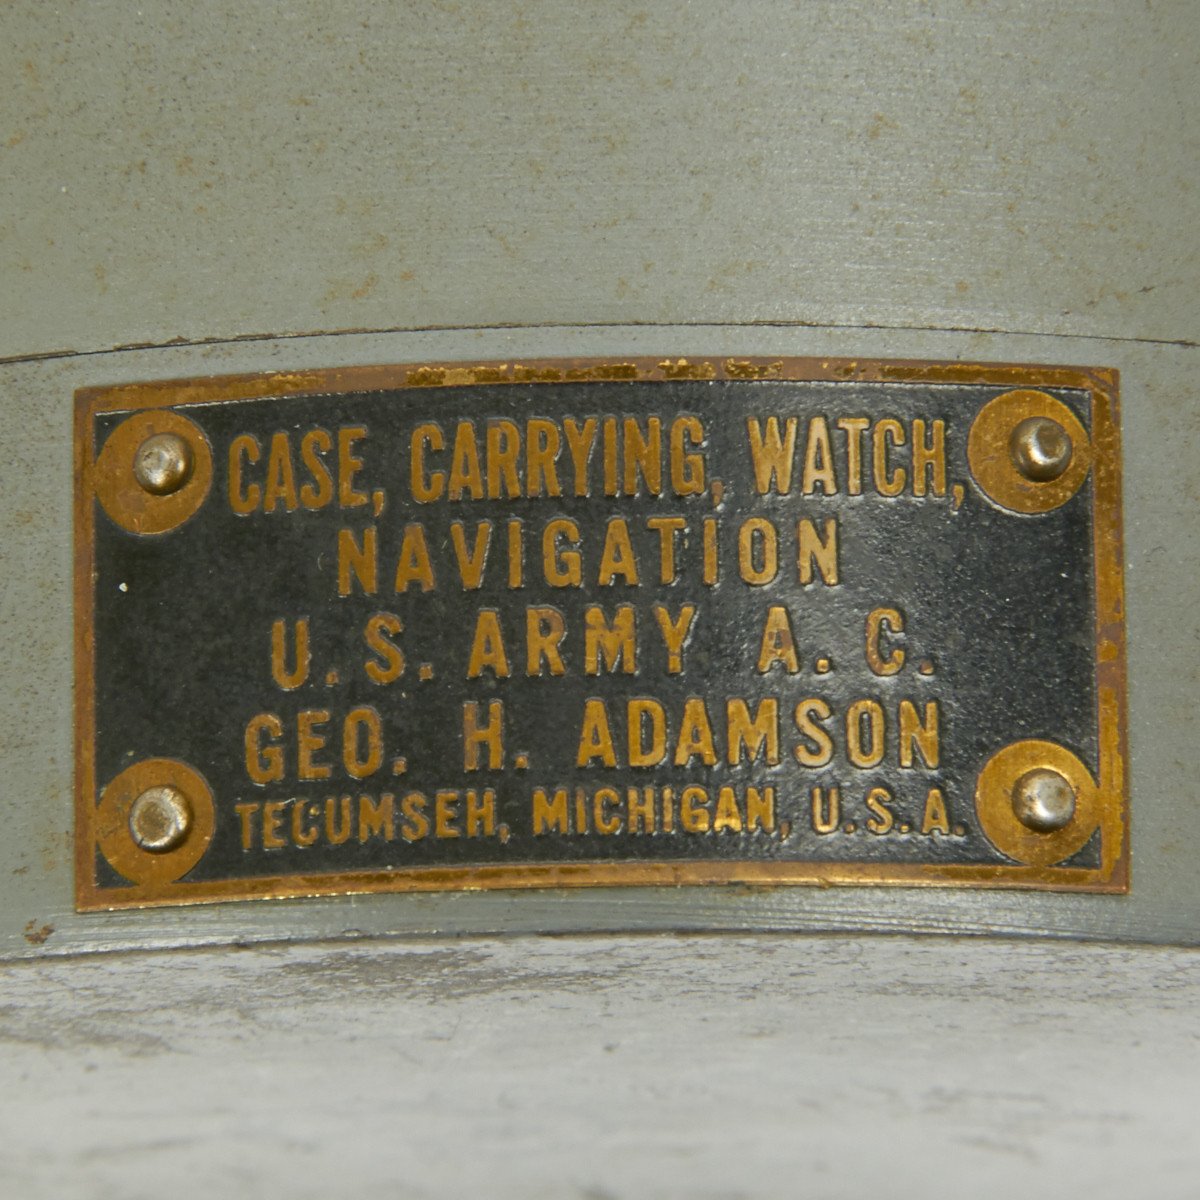 CASE, CARRYING, WATCH,
NAVIGATION
U.S. ARMY A.C.
GEO. H. ADAMSON
TECUMSEH, MICHIGAN, U.S.A.